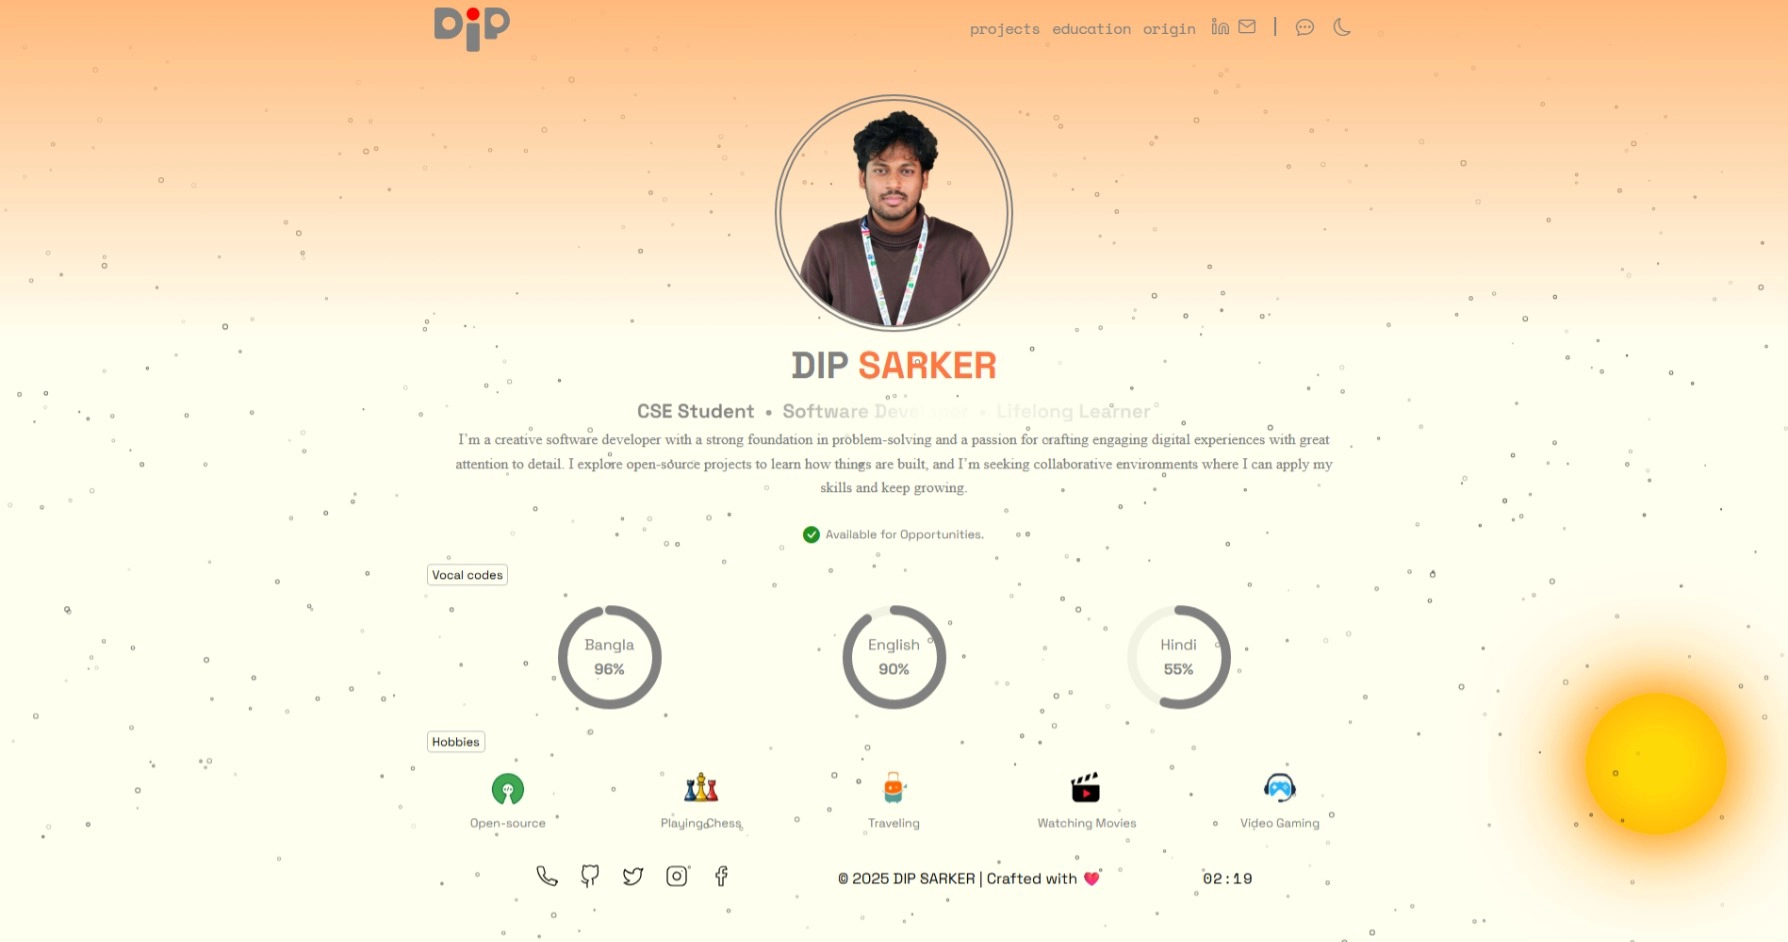 DiP
projects education origin
DIP SARKER
CSE Student • Software Developer • Lifelong Learner
I’m a creative software developer with a strong foundation in problem-solving and a passion for crafting engaging digital experiences with great
attention to detail. I explore open-source projects to learn how things are built, and I’m seeking collaborative environments where I can apply my
skills and keep growing.
Available for Opportunities.
Vocal codes
Bangla
96%
English
90%
Hindi
55%
Hobbies
Open-source
Playing Chess
Traveling
Watching Movies
Video Gaming
© 2025 DIP SARKER | Crafted with
02:19